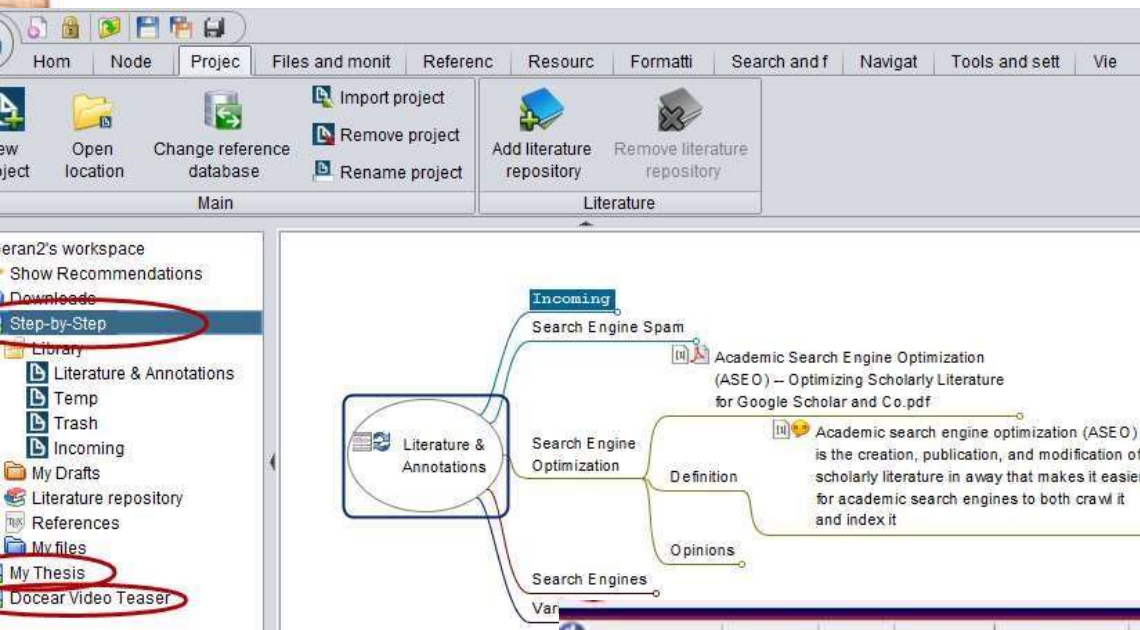 Hom Node Projec Files and monit Referenc Resourc Formatti Search and f Navigat Tools and sett Vie
ew
ject
Open
location
Change reference
database
Import project
Remove project
Rename project
Add literature
repository
Remove literature
repository
Main
Literature
eran2's workspace
Show Recommendations
Downloads
Step-by-Step
Library
Literature & Annotations
Temp
Trash
Incoming
My Drafts
Literature repository
References
My files
My Thesis
Docear Video Teaser
Literature &
Annotations
Incoming
Search Engine Spam
Search Engine
Optimization
Academic Search Engine Optimization
(ASEO) -- Optimizing Scholarly Literature
for Google Scholar and Co.pdf
Definition
Academic search engine optimization (ASEO)
is the creation, publication, and modification of
scholarly literature in away that makes it easier
for academic search engines to both crawl it
and index it
Opinions
Search Engines
Var